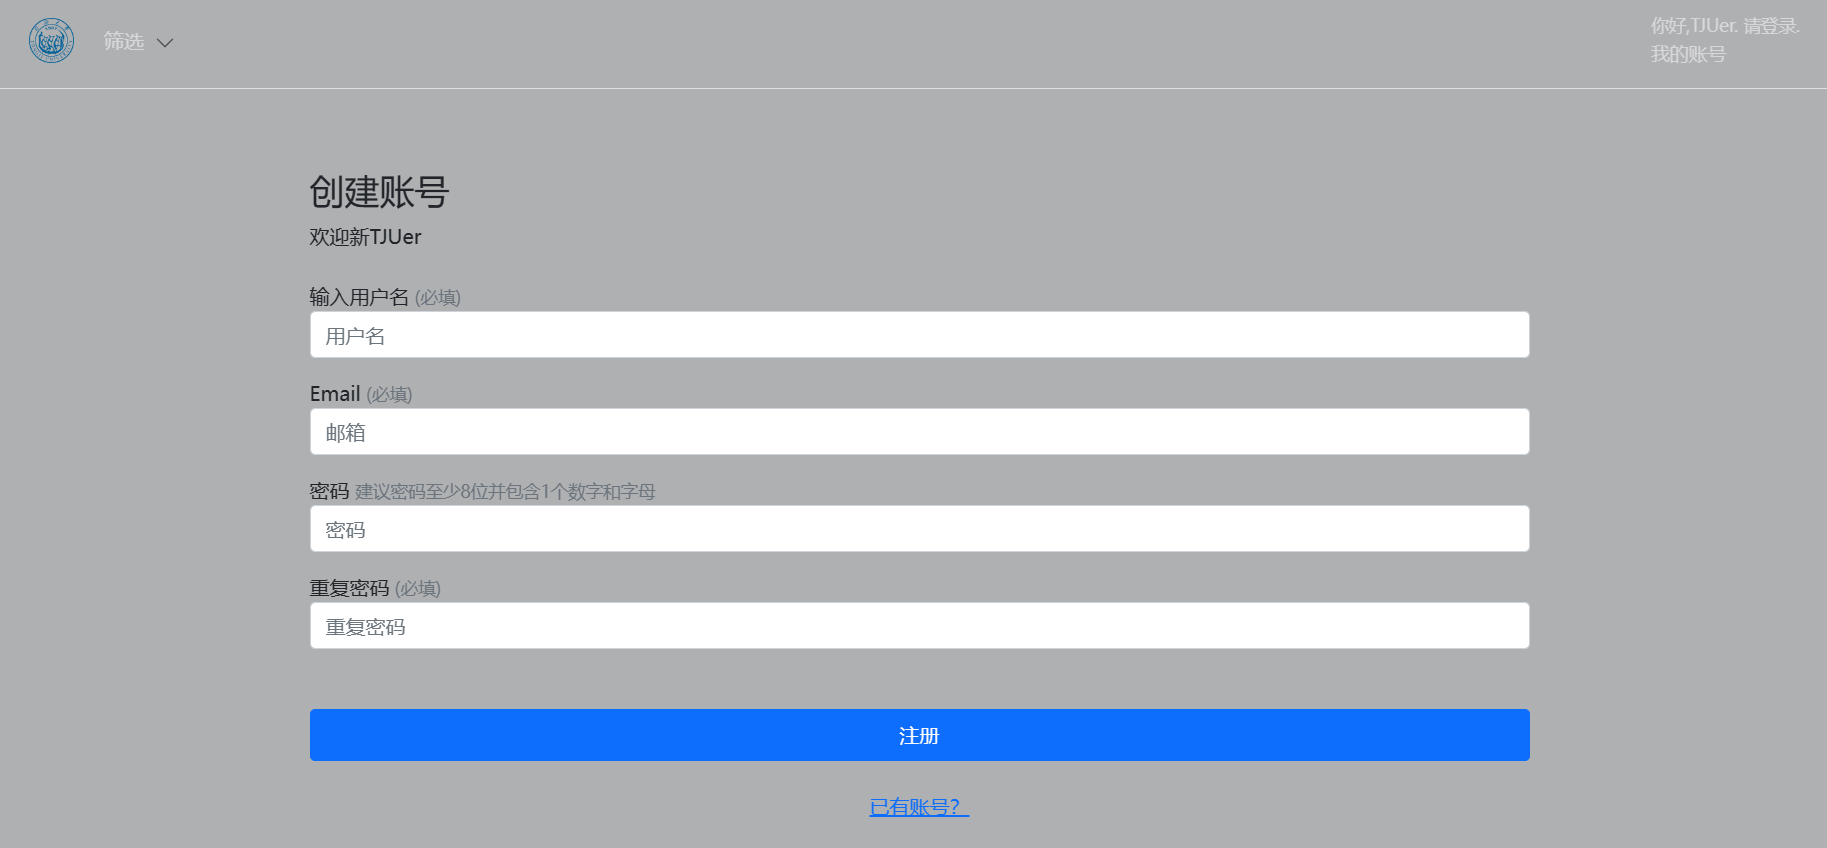 筛选
你好,TJUer. 请登录.
我的账号
创建账号
欢迎新TJUer
输入用户名 (必填)
用户名
Email (必填)
邮箱
密码 建议密码至少8位并包含1个数字和字母
密码
重复密码 (必填)
重复密码
注册
已有账号？